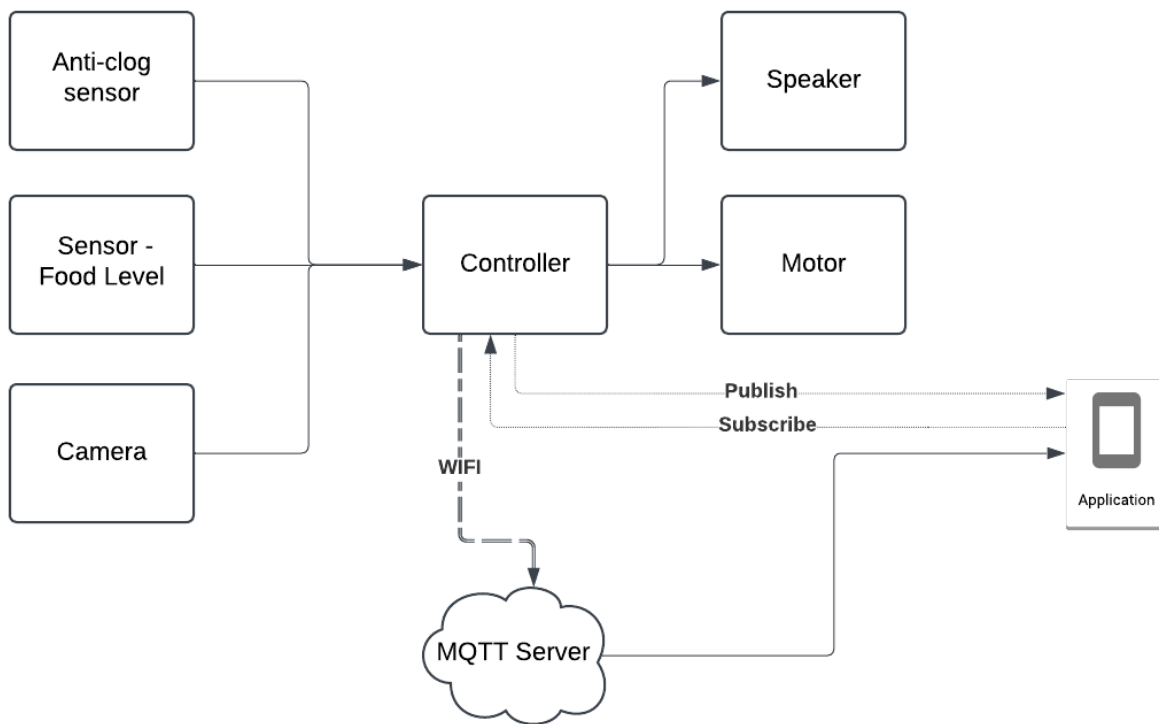 Anti-clog
sensor
Speaker
Sensor -
Food Level
Controller
Motor
Publish
Subscribe
Camera
WIFI
Application
MQTT Server